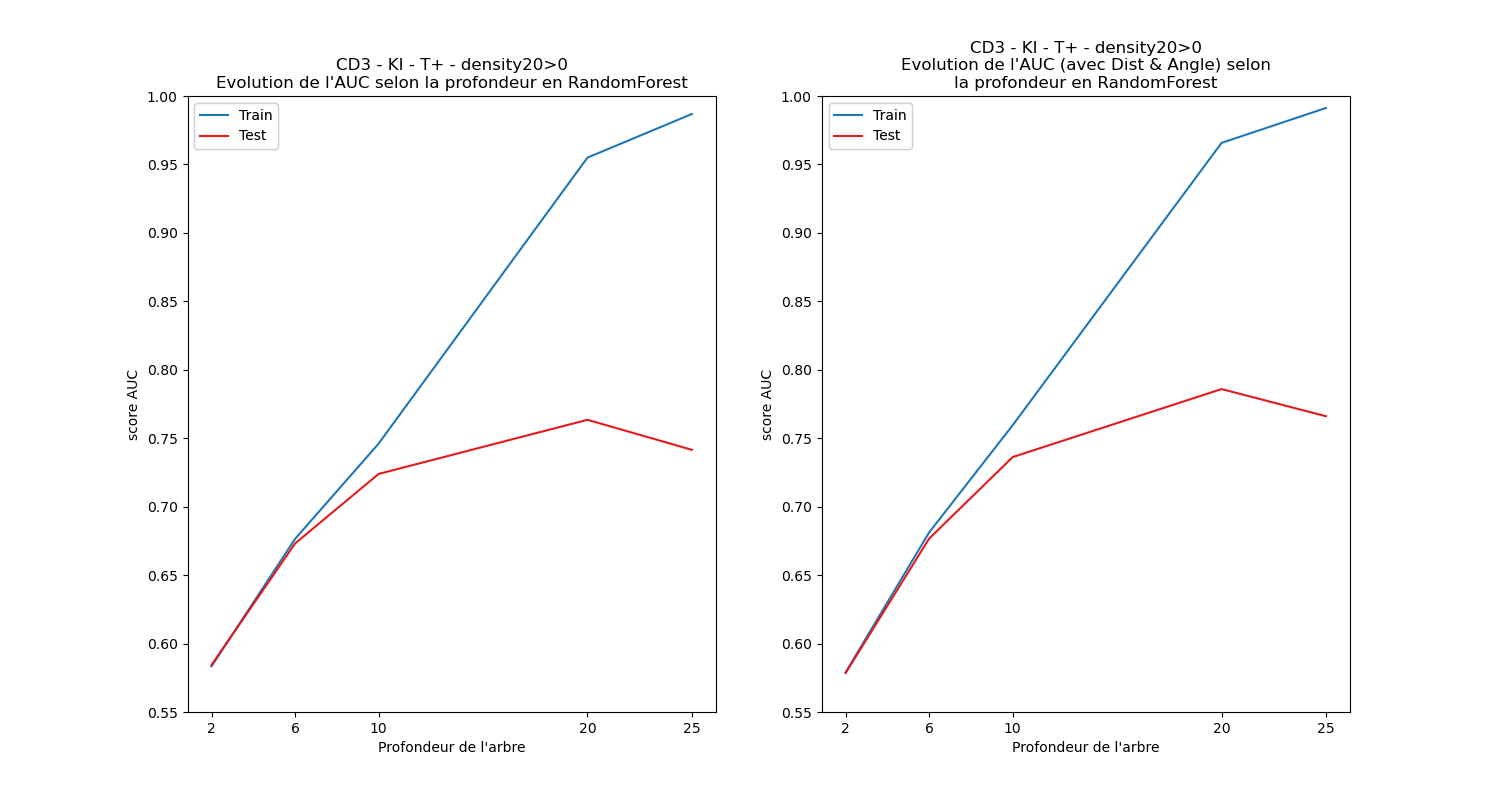 CD3 - KI - T+ - density20>0
Evolution de l'AUC selon la profondeur en RandomForest
Train
Test
1.00
0.95
0.90
0.85
0.80
0.75
0.70
0.65
0.60
0.55
score AUC
2 6 10 20 25
Profondeur de l'arbre
CD3 - KI - T+ - density20>0
Evolution de l'AUC (avec Dist & Angle) selon
la profondeur en RandomForest
Train
Test
1.00
0.95
0.90
0.85
0.80
0.75
0.70
0.65
0.60
0.55
score AUC
2 6 10 20 25
Profondeur de l'arbre